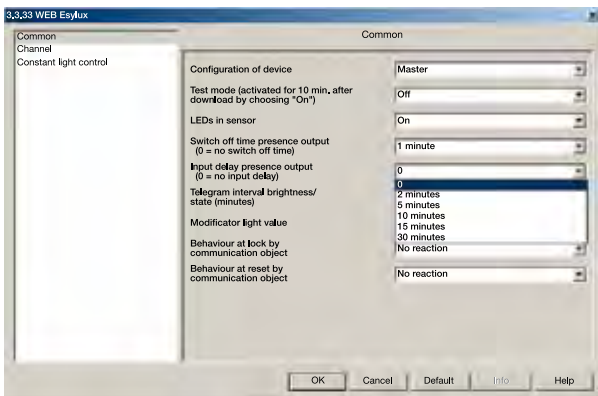 3.3.33 WEB Esylux
Common
Channel
Constant light control
Common
Configuration of device
Master
Test mode (activated for 10 min. after
download by choosing "On")
Off
LEDs in sensor
On
Switch off time presence output
(0 = no switch off time)
1 minute
Input delay presence output
(0 = no input delay)
0
0
2 minutes
5 minutes
10 minutes
15 minutes
30 minutes
Telegram interval brightness/
state (minutes)
Modificator light value
Behaviour at lock by
communication object
No reaction
Behaviour at reset by
communication object
No reaction
OK
Cancel
Default
Info
Help